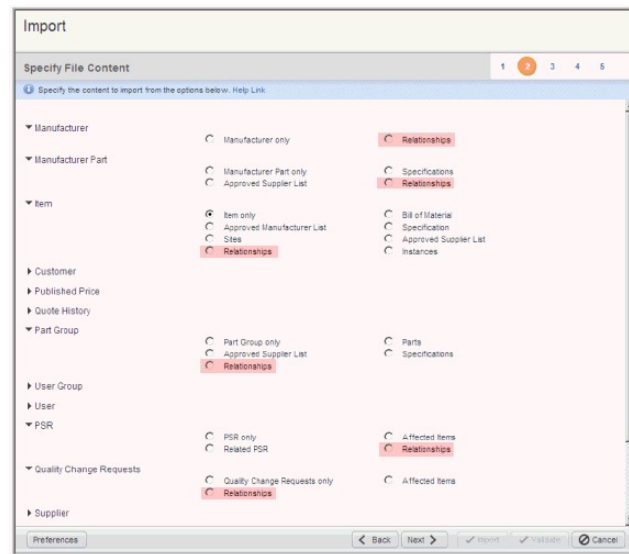 Import
Specify File Content 1 2 3 4 5
Specify the content to import from the options below. Help Link
Manufacturer
Manufacturer only Relationships
Manufacturer Part
Manufacturer Part only Specifications
Approved Supplier List Relationships
Item
Item only Bill of Material
Approved Manufacturer List Specification
Sites Approved Supplier List
Relationships Instances
Customer
Published Price
Quote History
Part Group
Part Group only Parts
Approved Supplier List Specifications
Relationships
User Group
User
PSR
PSR only Affected Items
Related PSR Relationships
Quality Change Requests
Quality Change Requests only Affected Items
Relationships
Supplier
Preferences Back Next Import Validate Cancel